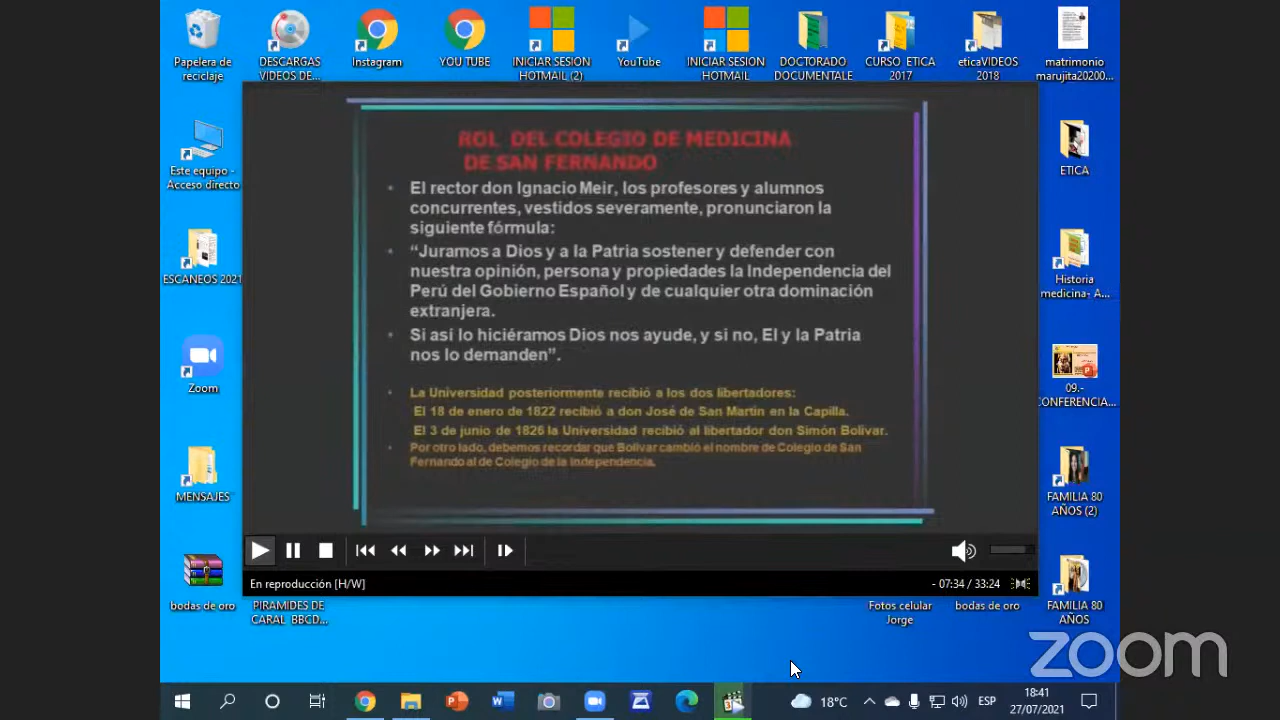 Papelera de
reciclaje
DESCARGAS
VIDEOS DE...
Instagram
YOU TUBE
INICIAR SESION
HOTMAIL (2)
YouTube
INICIAR SESION
HOTMAIL
DOCTORADO
DOCUMENTALE
CURSO ETICA
2017
eticaVIDEOS
2018
matrimonio
marujita20200...
Este equipo -
Acceso directo
ESCANEOS 2021
Zoom
MENSAJES
bodas de oro
ROL DEL COLEGIO DE MEDICINA
DE SAN FERNANDO
• El rector don Ignacio Meir, los profesores y alumnos
concurrentes, vestidos severamente, pronunciaron la
siguiente fórmula:
• “Juramos a Dios y a la Patria sostener y defender con
nuestra opinión, persona y propiedades la Independencia del
Perú del Gobierno Español y de cualquier otra dominación
extranjera.
• Si así lo hiciéramos Dios nos ayude, y si no, El y la Patria
nos lo demanden”.
• La Universidad posteriormente recibió a los dos libertadores:
El 18 de enero de 1822 recibió a don José de San Martín en la Capilla.
El 3 de junio de 1826 la Universidad recibió al libertador don Simón Bolívar.
• Por otro lado, debemos recordar que Bolívar cambió el nombre de Colegio de San
Fernando al de Colegio de la Independencia.
En reproducción [H/W]
- 07:34 / 33:24
PIRAMIDES DE
CARAL BBCD...
Fotos celular
Jorge
bodas de oro
ETICA
Historia
medicina- A...
09.-
CONFERENCIA...
FAMILIA 80
AÑOS (2)
FAMILIA 80
AÑOS
zoom
18°C
ESP
18:41
27/07/2021